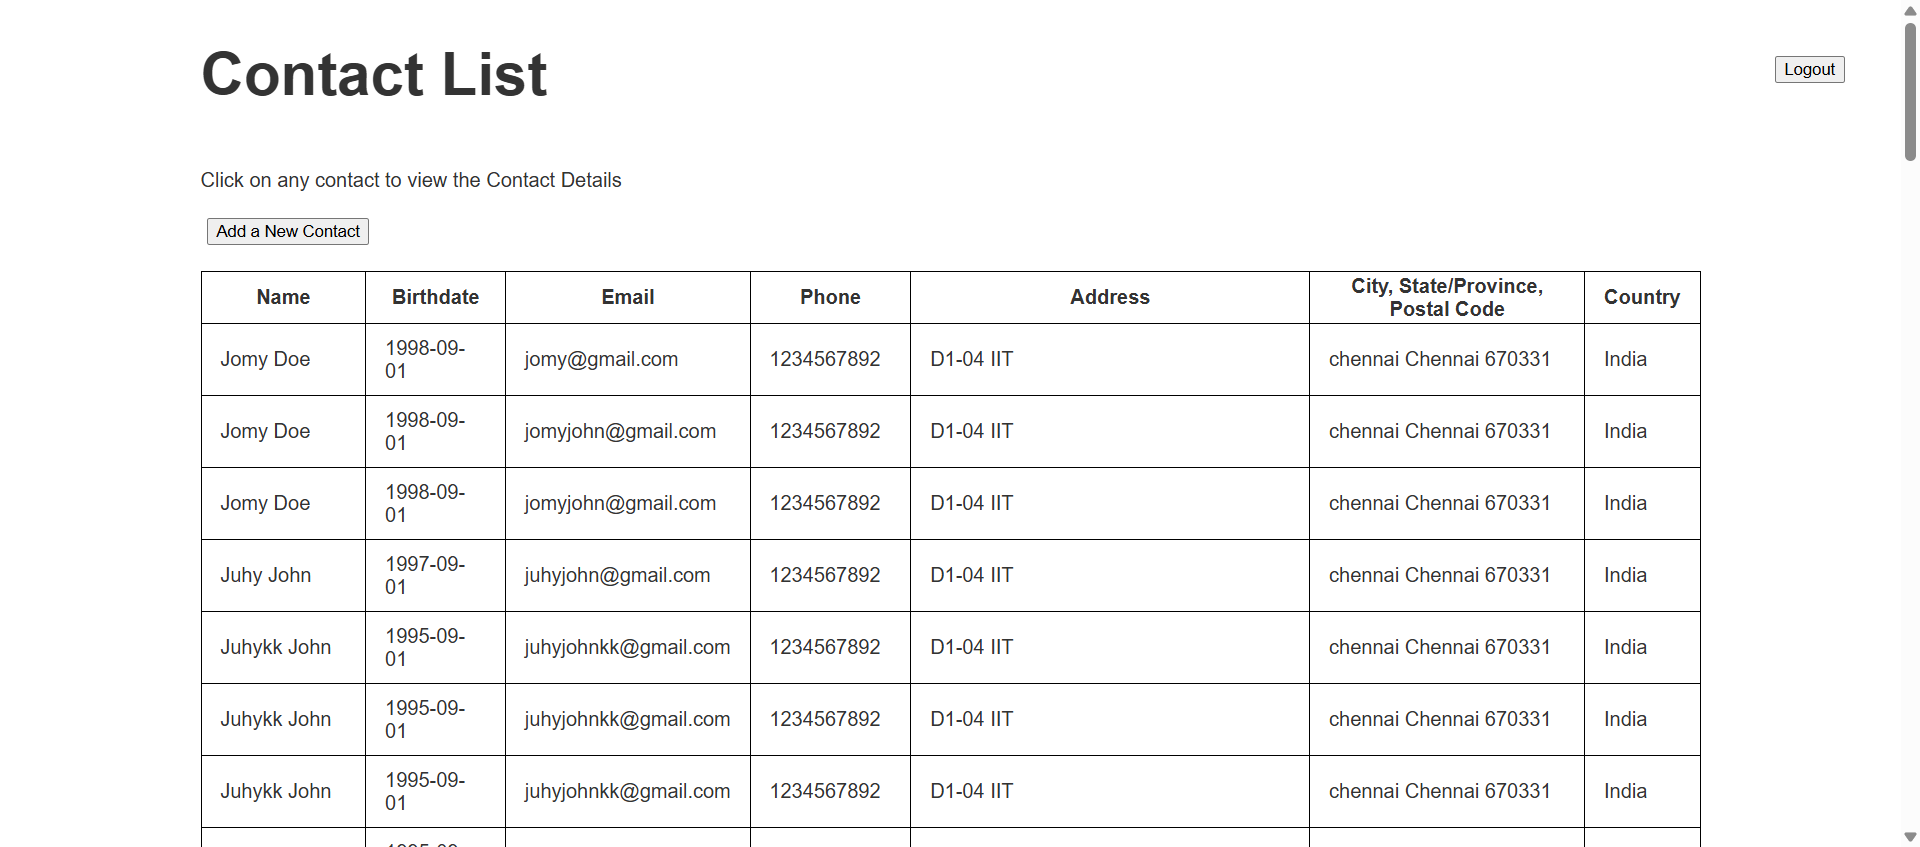 Contact List
Logout
Click on any contact to view the Contact Details
Add a New Contact
Name Birthdate Email Phone Address City, State/Province, Postal Code Country
Jomy Doe 1998-09-01 jomy@gmail.com 1234567892 D1-04 IIT chennai Chennai 670331 India
Jomy Doe 1998-09-01 jomyjohn@gmail.com 1234567892 D1-04 IIT chennai Chennai 670331 India
Jomy Doe 1998-09-01 jomyjohn@gmail.com 1234567892 D1-04 IIT chennai Chennai 670331 India
Juhy John 1997-09-01 juhyjohn@gmail.com 1234567892 D1-04 IIT chennai Chennai 670331 India
Juhykk John 1995-09-01 juhyjohnkk@gmail.com 1234567892 D1-04 IIT chennai Chennai 670331 India
Juhykk John 1995-09-01 juhyjohnkk@gmail.com 1234567892 D1-04 IIT chennai Chennai 670331 India
Juhykk John 1995-09-01 juhyjohnkk@gmail.com 1234567892 D1-04 IIT chennai Chennai 670331 India